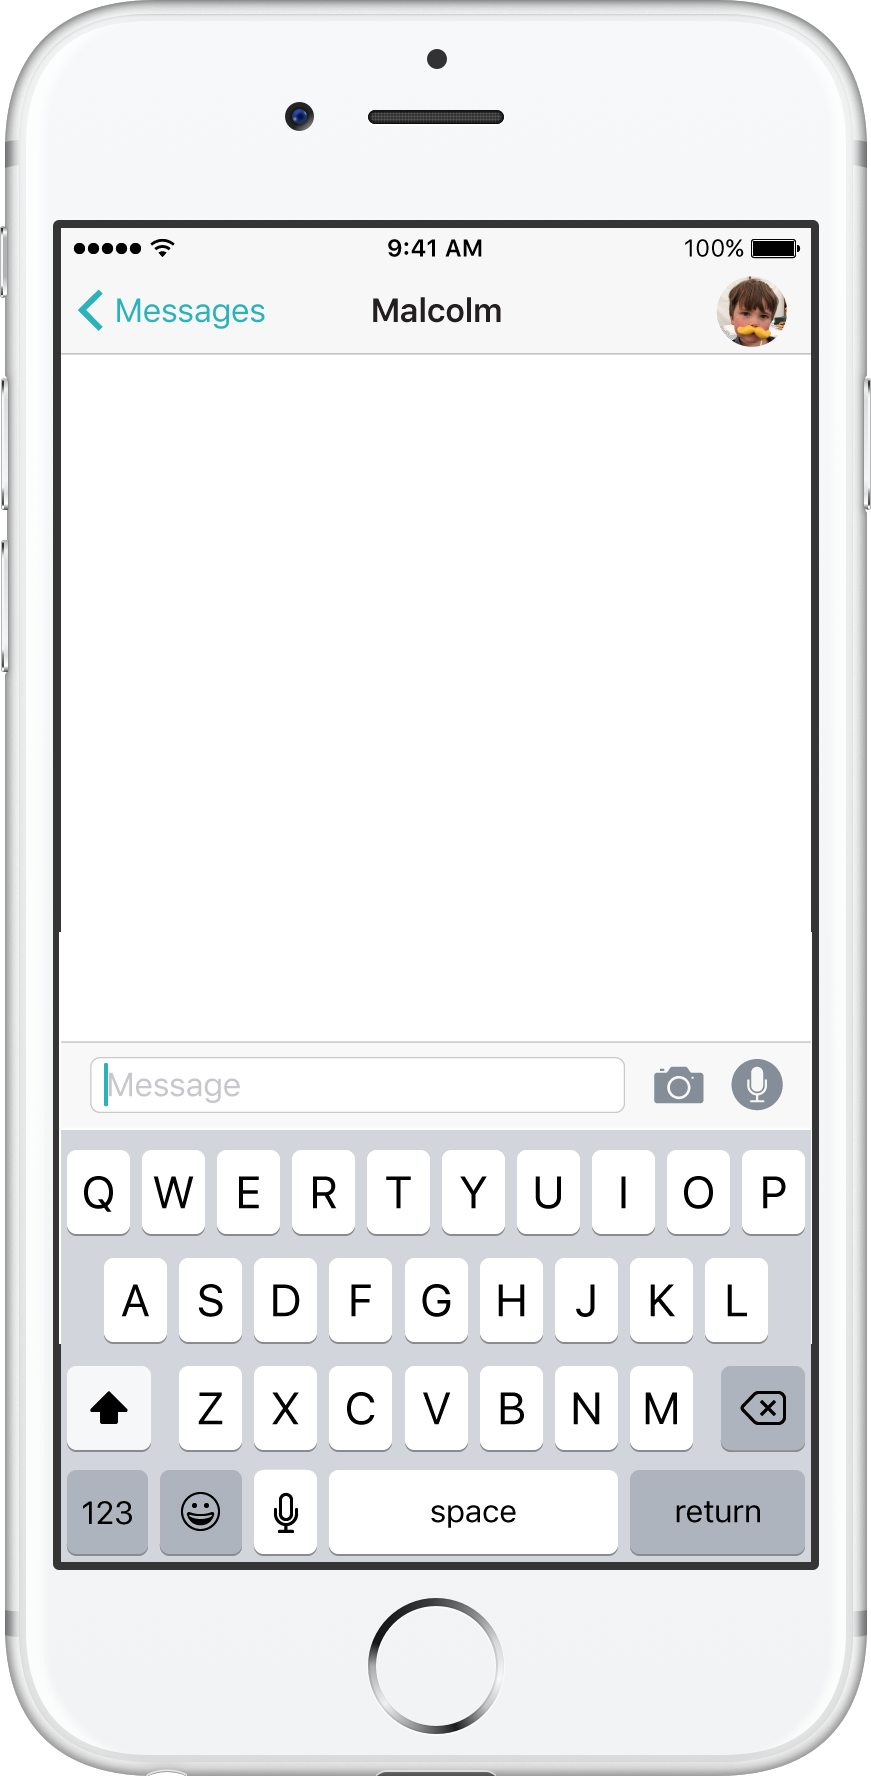 9:41 AM 100%
Messages Malcolm
Message
Q W E R T Y U I O P
A S D F G H J K L
Z X C V B N M
123 space return